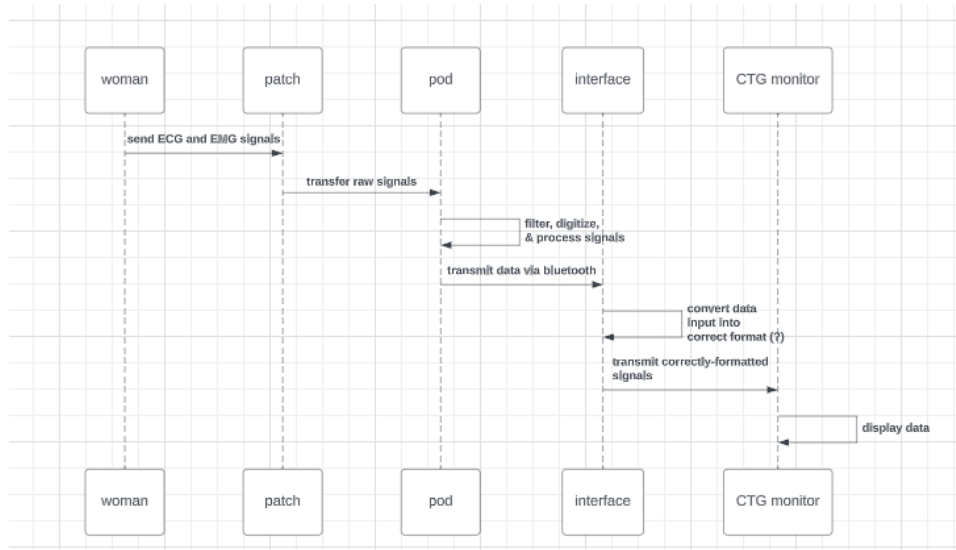 woman
patch
pod
interface
CTG monitor
send ECG and EMG signals
transfer raw signals
filter, digitize,
& process signals
transmit data via bluetooth
convert data
input into
correct format (?)
transmit correctly-formatted
signals
display data
woman
patch
pod
interface
CTG monitor